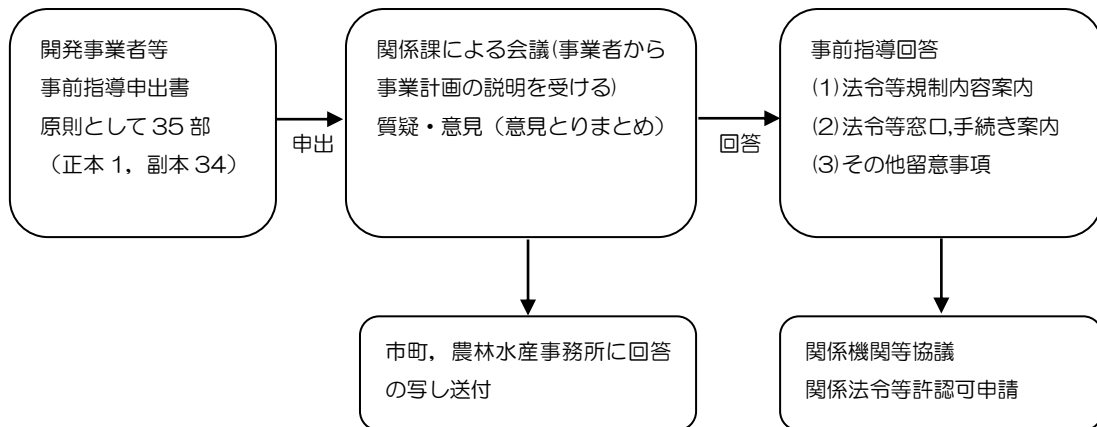 開発事業者等
事前指導申出書
原則として 35 部
（正本 1，副本 34）
申出
関係課による会議(事業者から
事業計画の説明を受ける)
質疑・意見（意見とりまとめ）
回答
事前指導回答
(1)法令等規制内容案内
(2)法令等窓口,手続き案内
(3)その他留意事項
市町，農林水産事務所に回答
の写し送付
関係機関等協議
関係法令等許認可申請